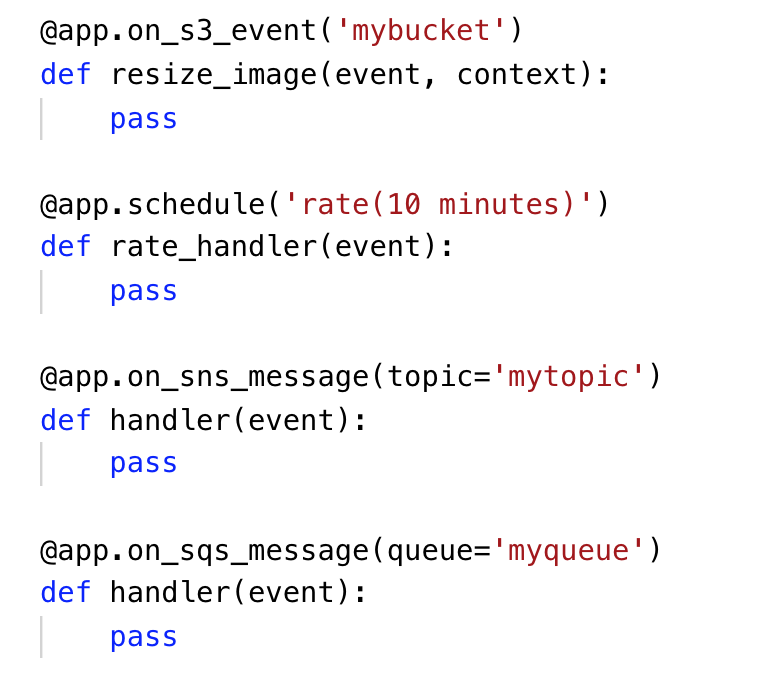 @app.on_s3_event('mybucket')
def resize_image(event, context):
    pass

@app.schedule('rate(10 minutes)')
def rate_handler(event):
    pass

@app.on_sns_message(topic='mytopic')
def handler(event):
    pass

@app.on_sqs_message(queue='myqueue')
def handler(event):
    pass